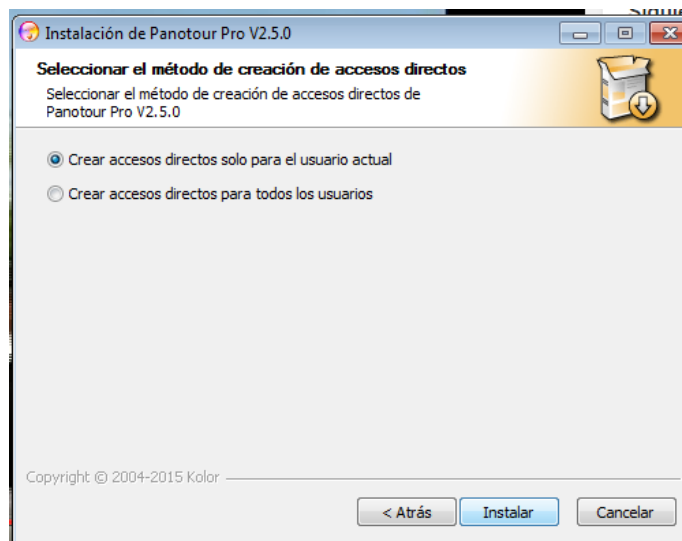 Instalación de Panotour Pro V2.5.0
Seleccionar el método de creación de accesos directos
Seleccionar el método de creación de accesos directos de
Panotour Pro V2.5.0
Crear accesos directos solo para el usuario actual
Crear accesos directos para todos los usuarios
Copyright © 2004-2015 Kolor
< Atrás
Instalar
Cancelar